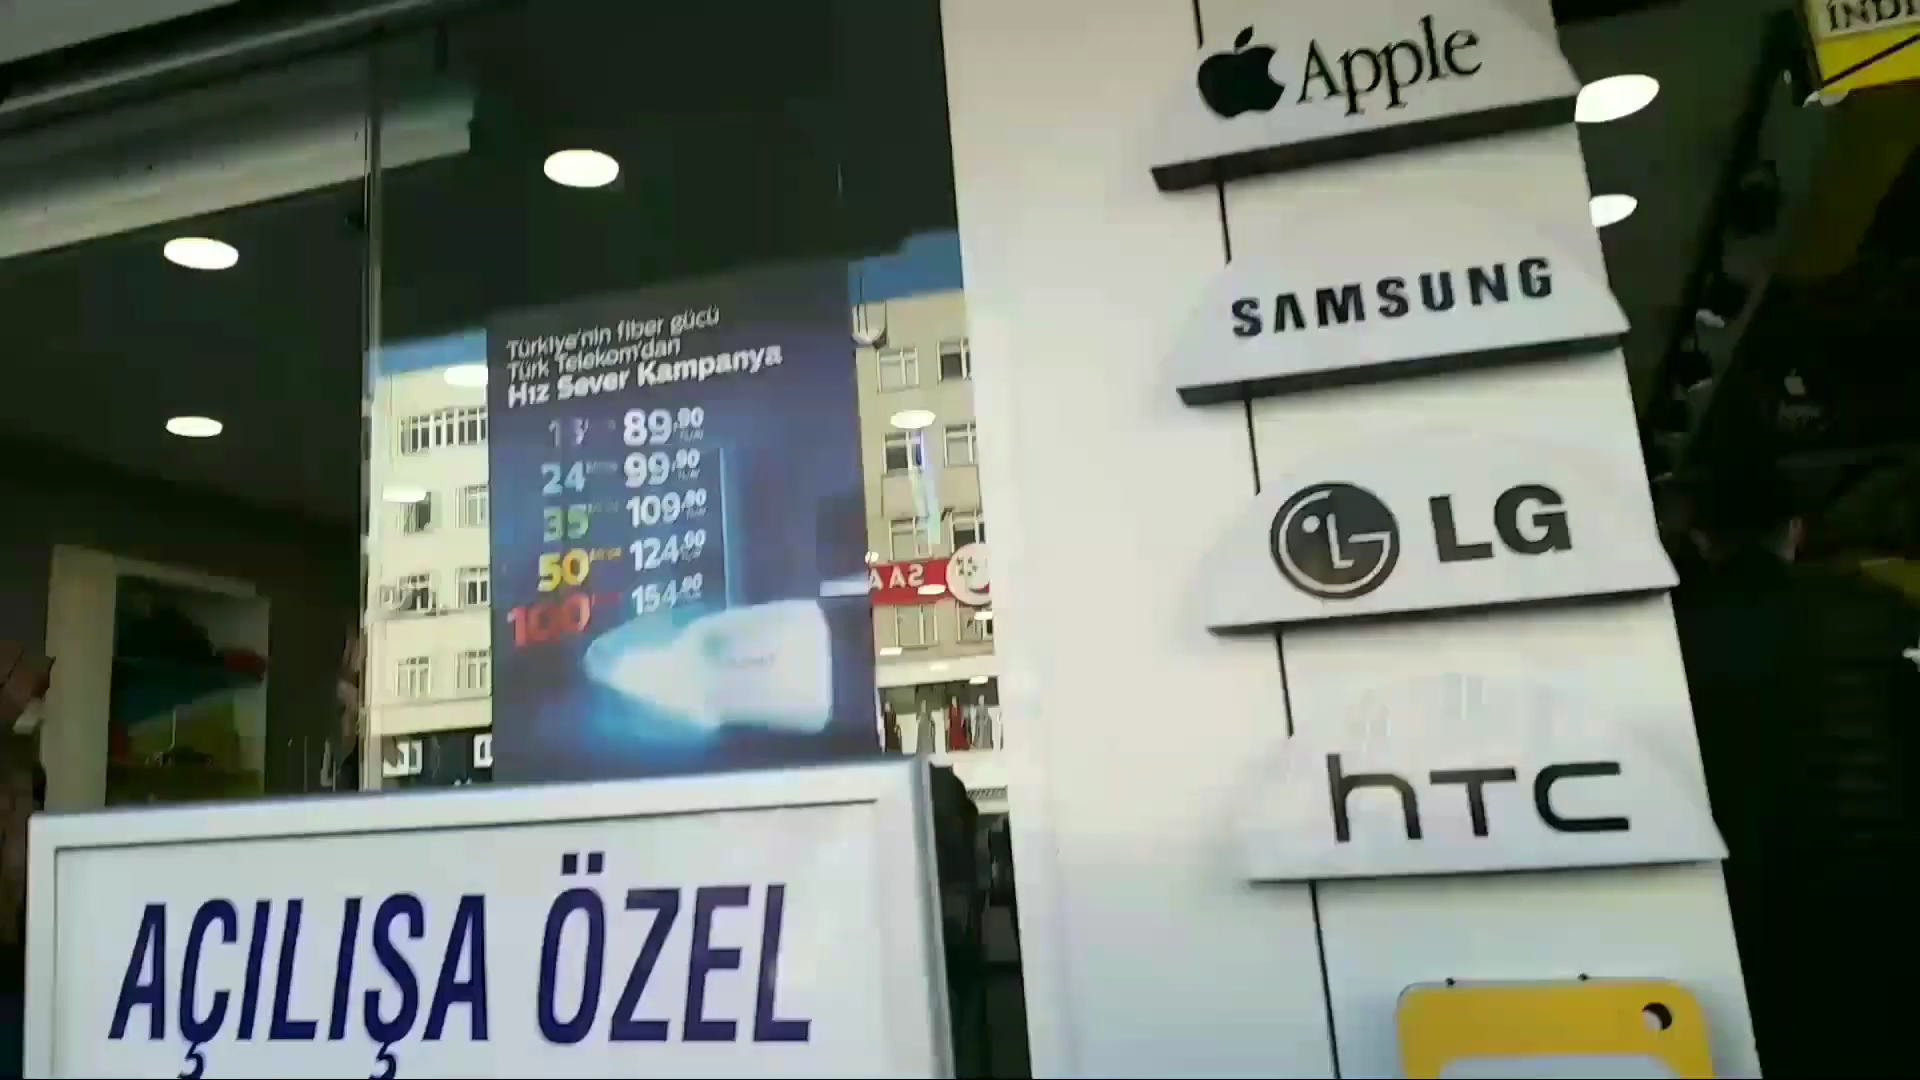 Türkiye'nin fiber gücü
Türk Telekom'dan
Hız Sever Kampanya
89,90
24 99,90
35 109,90
50 124,90
100 154,90
AÇILIŞA ÖZEL
Apple
SAMSUNG
LG
hTC